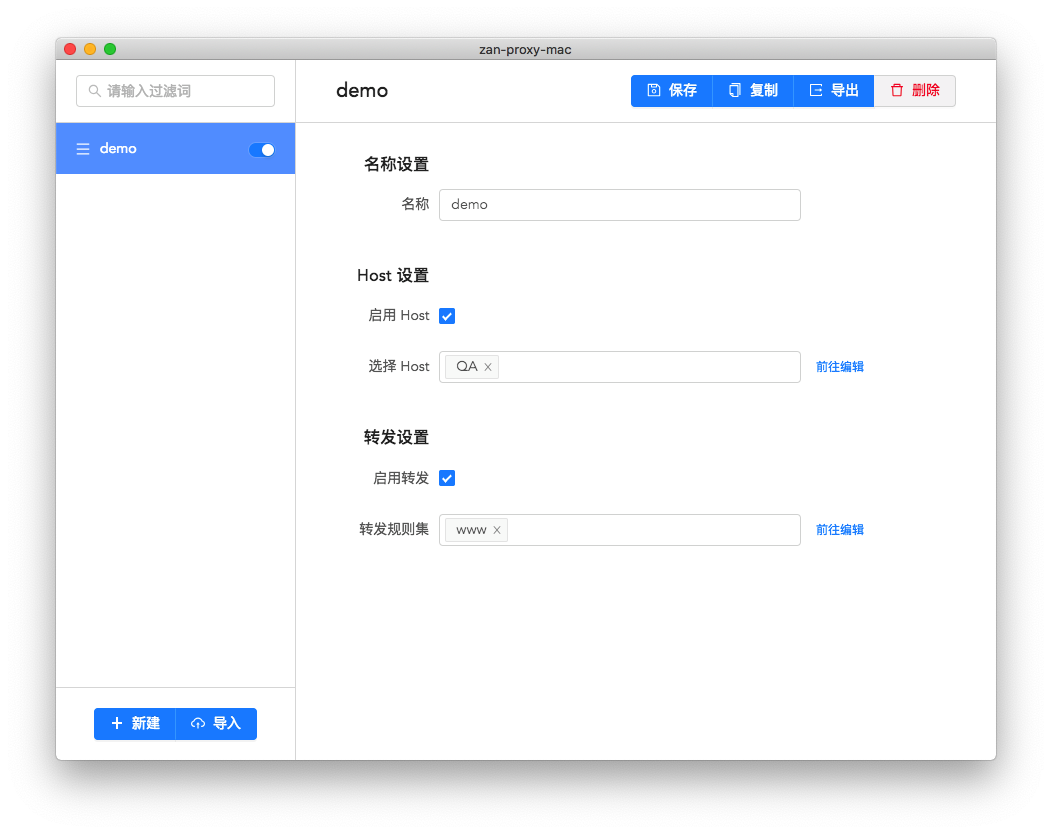 zan-proxy-mac
请输入过滤词
demo
新建
导入
demo
保存
复制
导出
删除
名称设置
名称
demo
Host 设置
启用 Host
选择 Host
QA
前往编辑
转发设置
启用转发
转发规则集
www
前往编辑